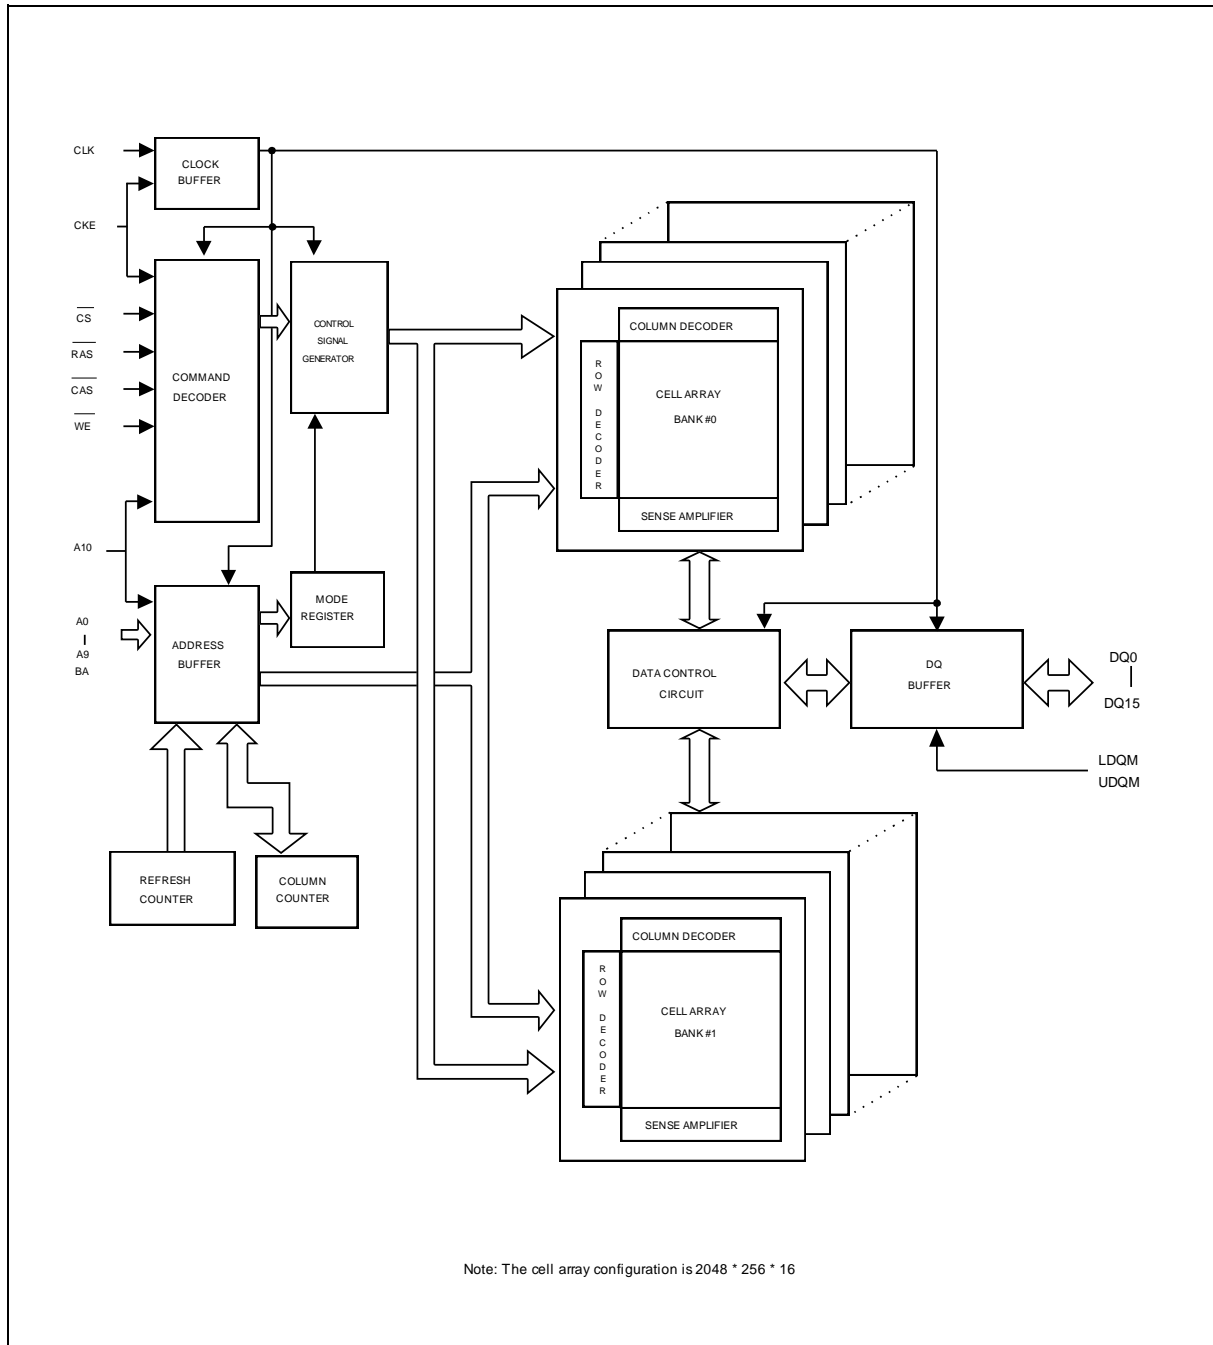 CLK
CLOCK
BUFFER
CKE
CS
RAS
CAS
WE
COMMAND
DECODER
CONTROL
SIGNAL
GENERATOR
A10
A0
A9
BA
ADDRESS
BUFFER
MODE
REGISTER
REFRESH
COUNTER
COLUMN
COUNTER
COLUMN DECODER
ROW DECODER
CELL ARRAY
BANK #0
SENSE AMPLIFIER
DATA CONTROL
CIRCUIT
DQ
BUFFER
DQ0
DQ15
LDQM
UDQM
COLUMN DECODER
ROW DECODER
CELL ARRAY
BANK #1
SENSE AMPLIFIER
Note: The cell array configuration is 2048 * 256 * 16